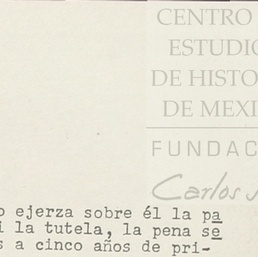 CENTRO
ESTUDIO
DE HISTO
DE MEXI
FUNDAC
Carlos
o ejerza sobre él la pa
i la tutela, la pena se
s a cinco años de pri-